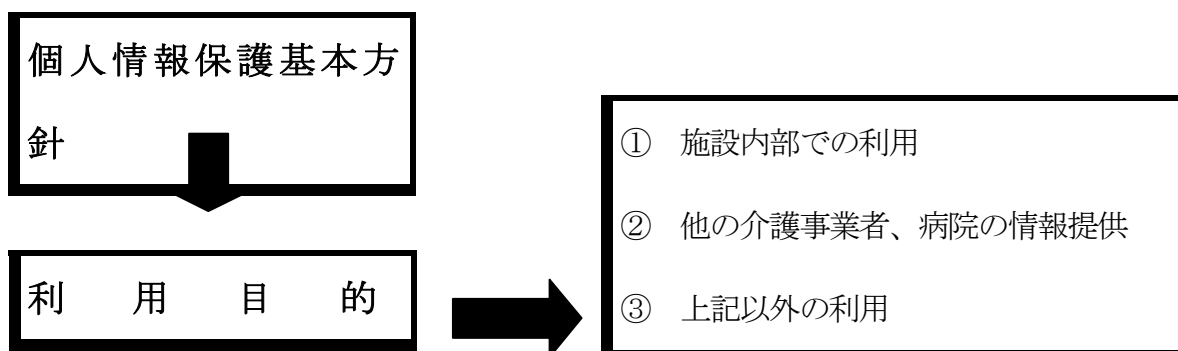 個人情報保護基本方
針
利用目的
① 施設内部での利用
② 他の介護事業者、病院の情報提供
③ 上記以外の利用